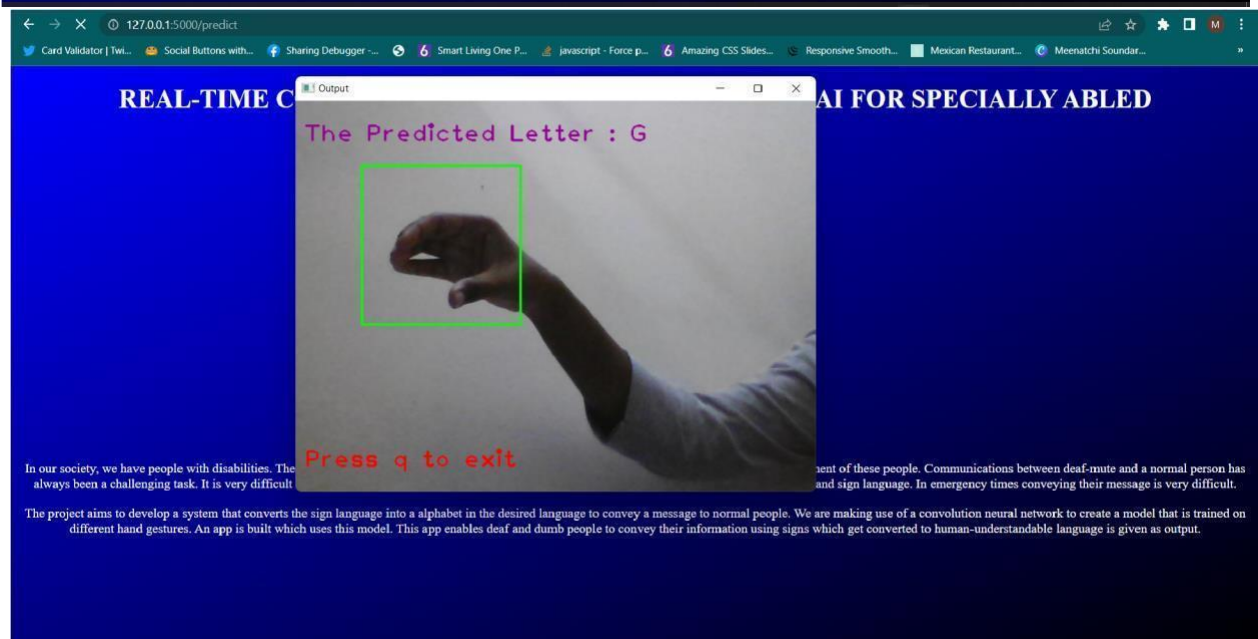 127.0.0.1:5000/predict
M
Card Validator | Twi... Social Buttons with... Sharing Debugger -... Smart Living One P... javascript - Force p... Amazing CSS Slides... Responsive Smooth... Mexican Restaurant... Meenatchi Soundar... »
Output
REAL-TIME C AI FOR SPECIALLY ABLED
The Predicted Letter : G
Press q to exit
In our society, we have people with disabilities. The ment of these people. Communications between deaf-mute and a normal person has
always been a challenging task. It is very difficult and sign language. In emergency times conveying their message is very difficult.
The project aims to develop a system that converts the sign language into a alphabet in the desired language to convey a message to normal people. We are making use of a convolution neural network to create a model that is trained on
different hand gestures. An app is built which uses this model. This app enables deaf and dumb people to convey their information using signs which get converted to human-understandable language is given as output.